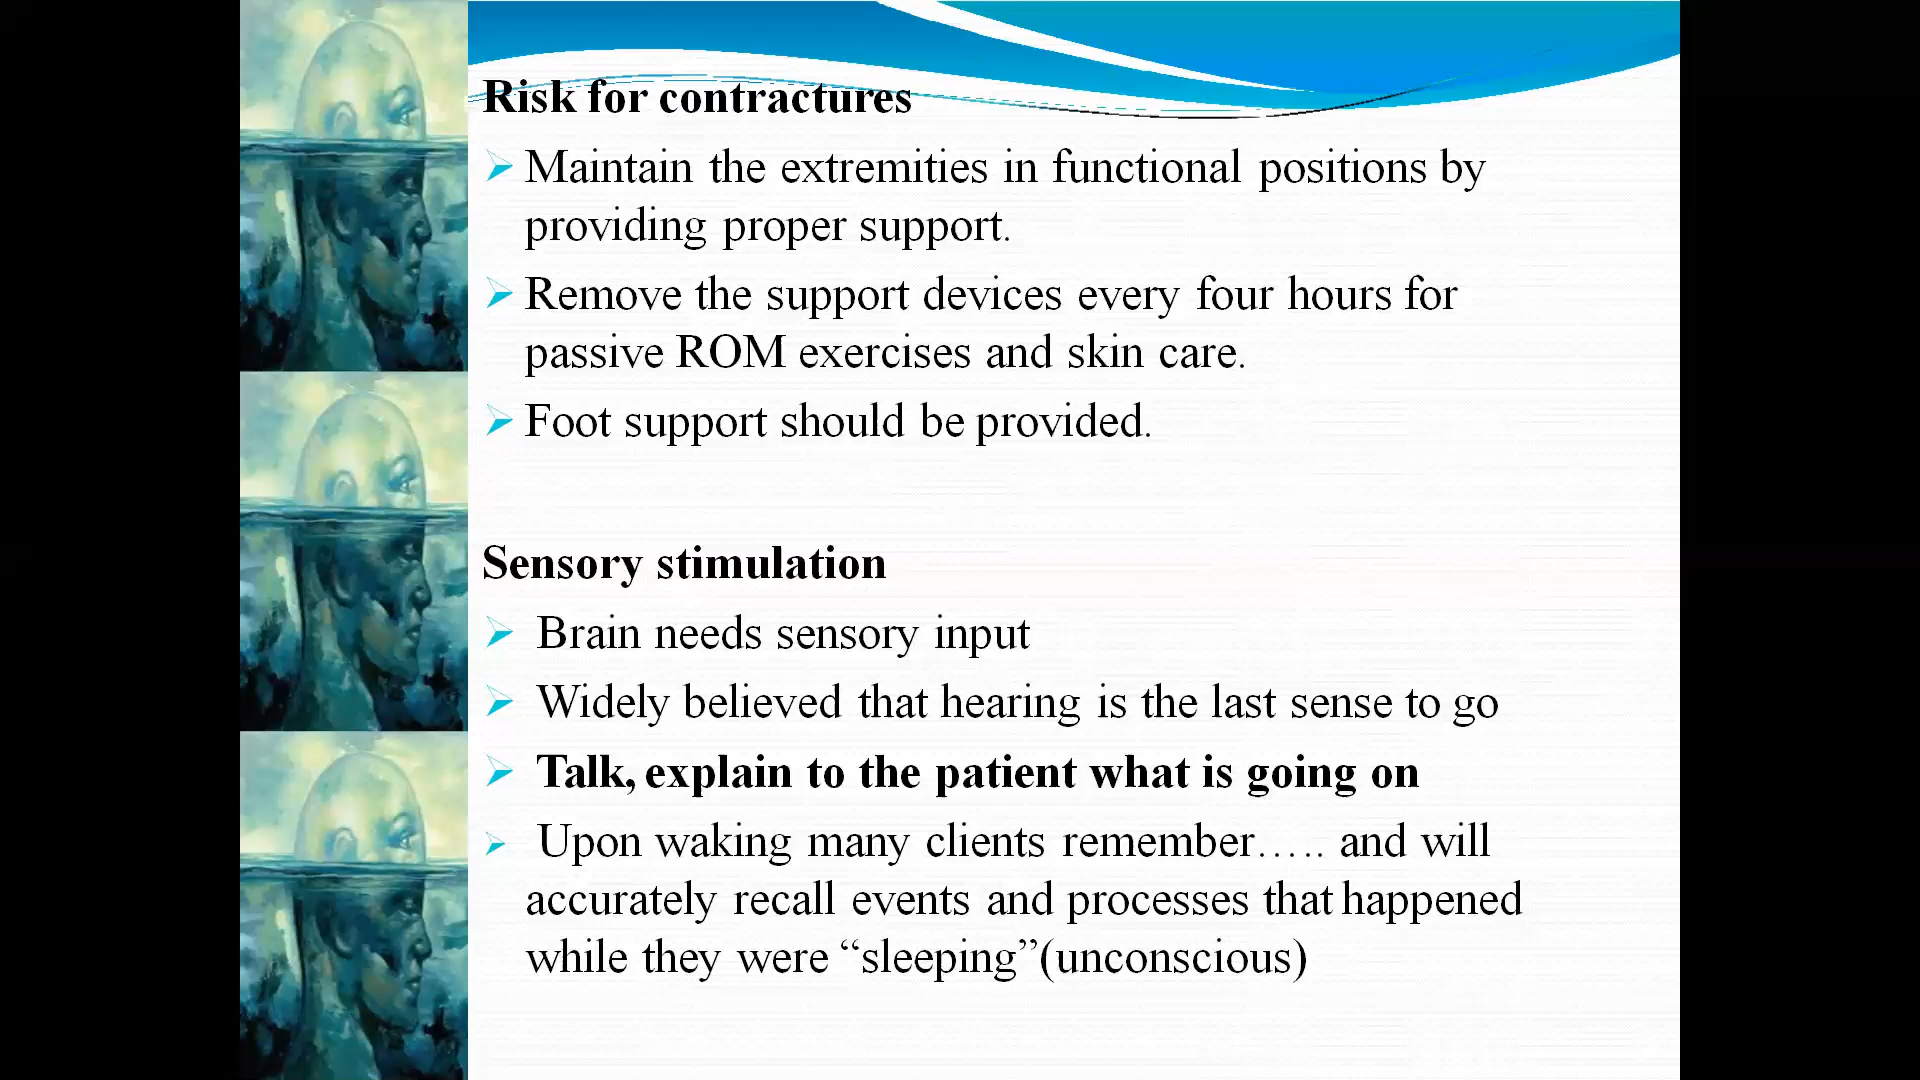 Risk for contractures
Maintain the extremities in functional positions by
providing proper support.
Remove the support devices every four hours for
passive ROM exercises and skin care.
Foot support should be provided.
Sensory stimulation
Brain needs sensory input
Widely believed that hearing is the last sense to go
Talk, explain to the patient what is going on
Upon waking many clients remember….. and will
accurately recall events and processes that happened
while they were “sleeping”(unconscious)